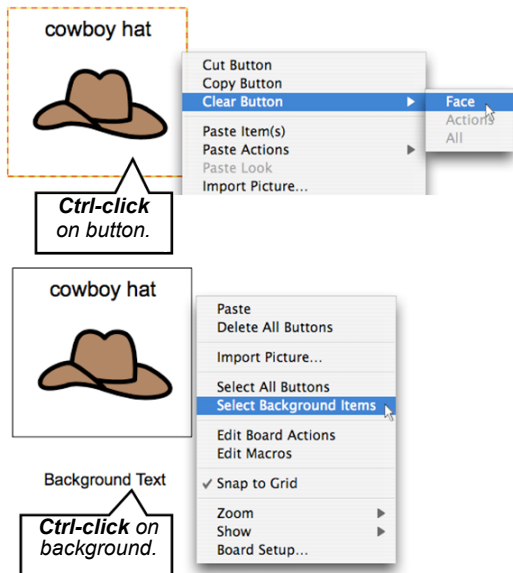 cowboy hat
Cut Button
Copy Button
Clear Button
Face
Actions
All
Paste Item(s)
Paste Actions
Paste Look
Import Picture...
Ctrl-click
on button.
cowboy hat
Paste
Delete All Buttons
Import Picture...
Select All Buttons
Select Background Items
Edit Board Actions
Edit Macros
✓ Snap to Grid
Zoom
Show
Board Setup...
Background Text
Ctrl-click on
background.